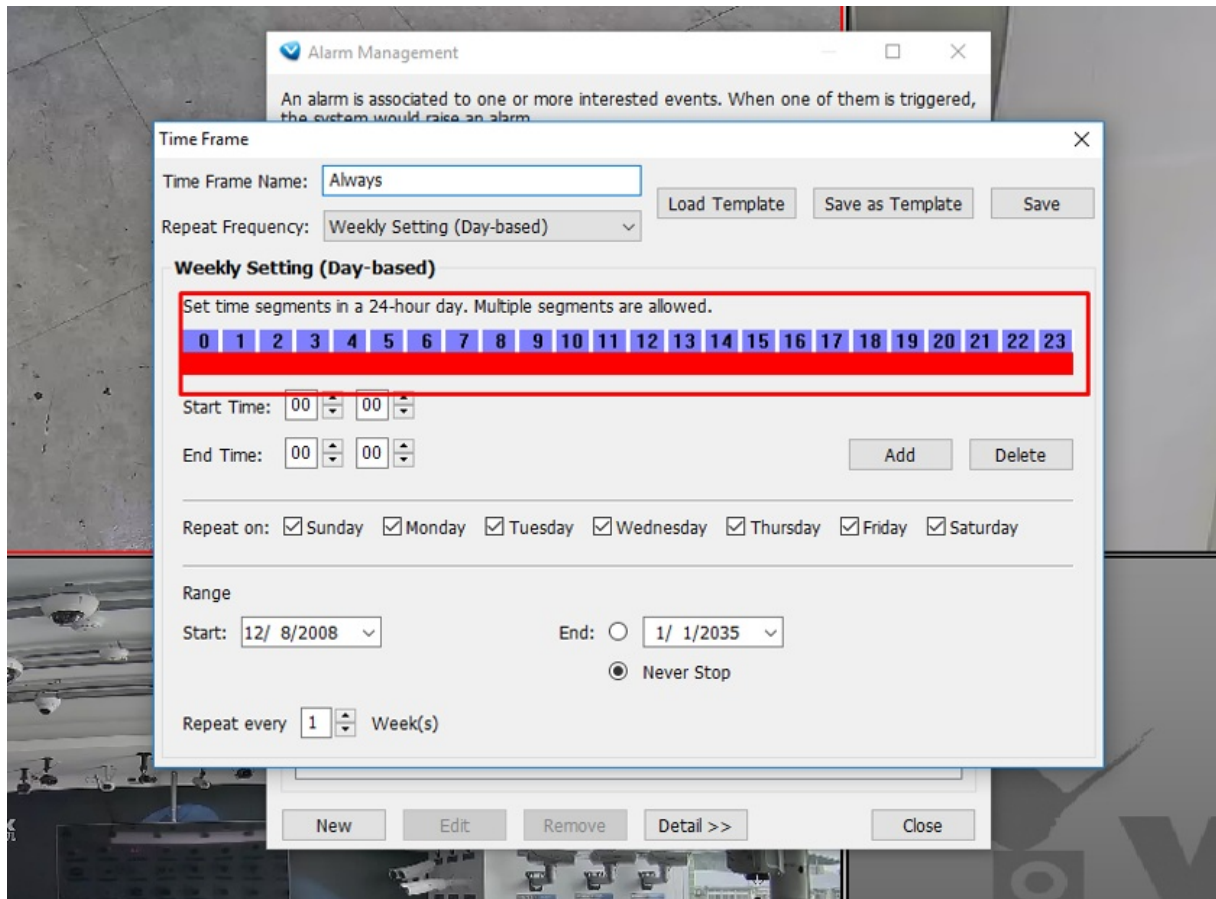 Alarm Management
An alarm is associated to one or more interested events. When one of them is triggered,
the system would raise an alarm.
Time Frame
Time Frame Name: Always
Load Template Save as Template Save
Repeat Frequency: Weekly Setting (Day-based)
Weekly Setting (Day-based)
Set time segments in a 24-hour day. Multiple segments are allowed.
0 1 2 3 4 5 6 7 8 9 10 11 12 13 14 15 16 17 18 19 20 21 22 23
Start Time: 00 00
End Time: 00 00 Add Delete
Repeat on: Sunday Monday Tuesday Wednesday Thursday Friday Saturday
Range
Start: 12/ 8/2008 End: 1/ 1/2035
Never Stop
Repeat every 1 Week(s)
New Edit Remove Detail >> Close